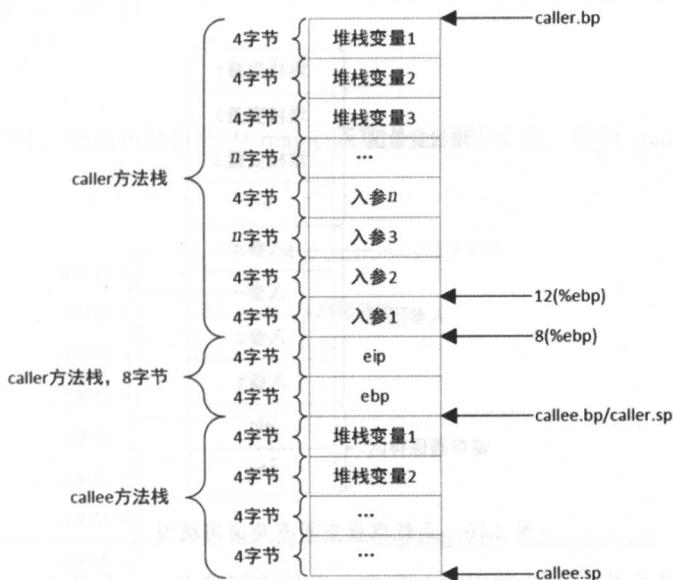 caller.bp
4字节 堆栈变量1
4字节 堆栈变量2
4字节 堆栈变量3
n字节 …
caller方法栈
4字节 入参n
n字节 入参3
4字节 入参2
12(%ebp)
4字节 入参1
8(%ebp)
4字节 eip
caller方法栈，8字节
4字节 ebp
callee.bp/caller.sp
4字节 堆栈变量1
4字节 堆栈变量2
callee方法栈
4字节 …
4字节 …
callee.sp